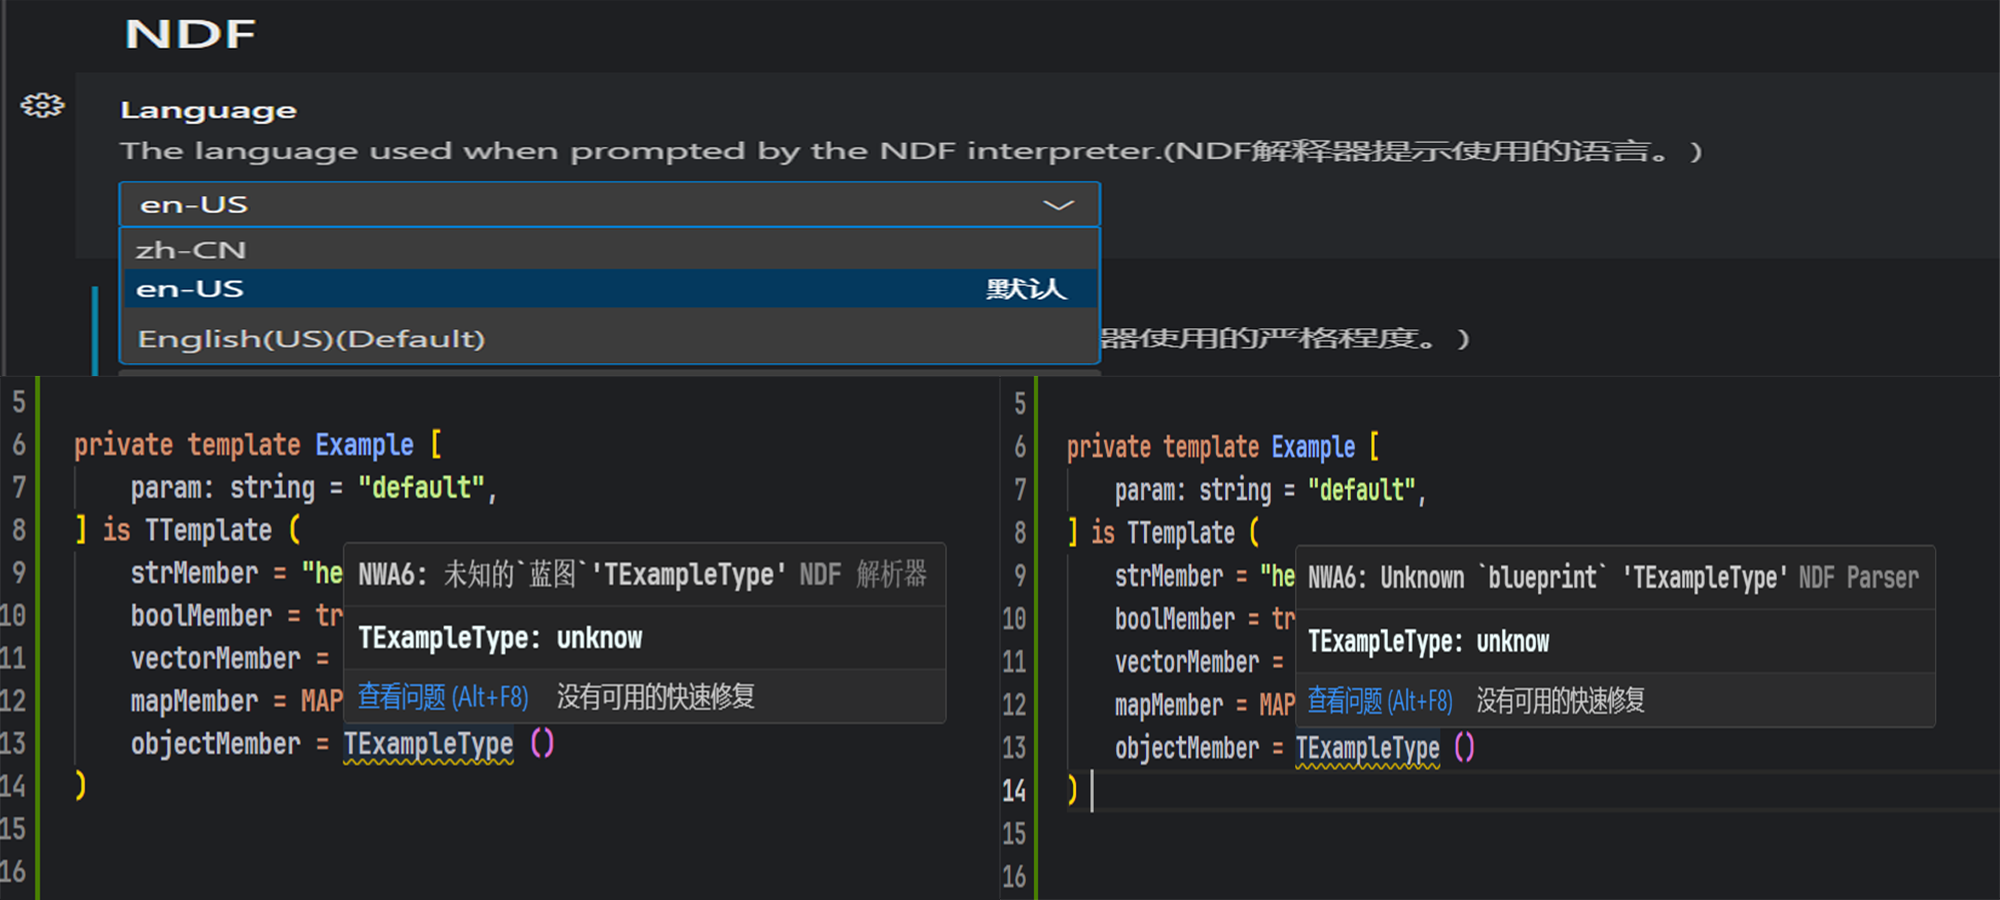 NDF
Language
The language used when prompted by the NDF interpreter.(NDF解释器提示使用的语言。)
en-US
zh-CN
en-US 默认
English(US)(Default)
器使用的严格程度。)
5
6 private template Example [
7 param: string = "default",
8 ] is TTemplate (
9 strMember = "he
10 boolMember = tr
11 vectorMember =
12 mapMember = MAP
13 objectMember = TExampleType ()
14 )
15
16
NWA6: 未知的`蓝图`'TExampleType' NDF 解析器
TExampleType: unknow
查看问题 (Alt+F8) 没有可用的快速修复
5
6 private template Example [
7 param: string = "default",
8 ] is TTemplate (
9 strMember = "he
10 boolMember = tr
11 vectorMember =
12 mapMember = MAP
13 objectMember = TExampleType ()
14 )
15
16
NWA6: Unknown `blueprint` 'TExampleType' NDF Parser
TExampleType: unknow
查看问题 (Alt+F8) 没有可用的快速修复